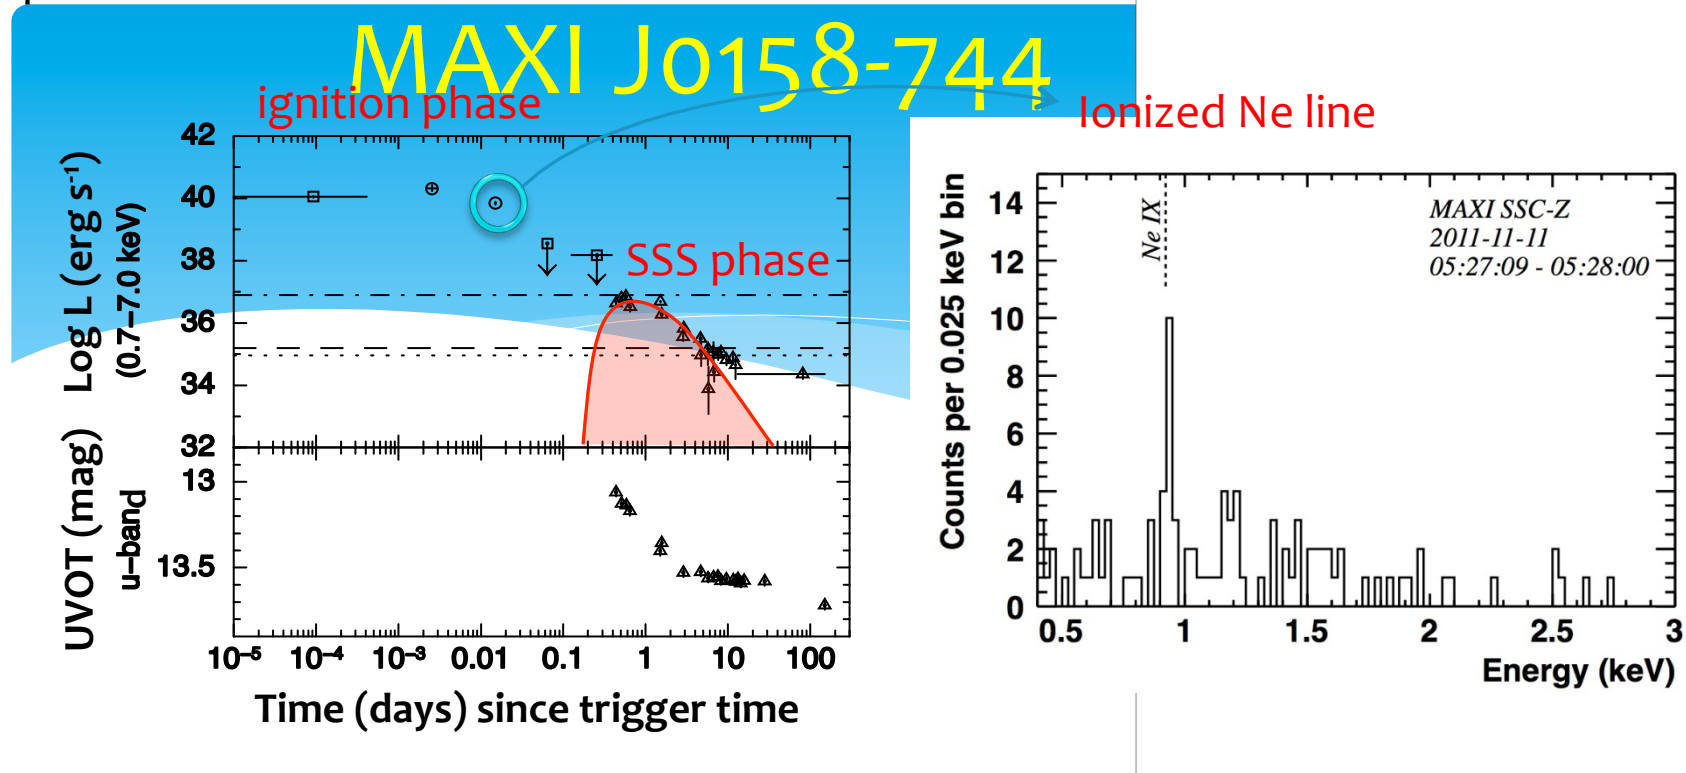 MAXI J0158-744
ignition phase
Ionized Ne line
SSS phase
Log L (erg s-1)
(0.7–7.0 keV)
42
40
38
36
34
32
UVOT (mag)
u–band
13
13.5
10−5 10−4 10−3 0.01 0.1 1 10 100
Time (days) since trigger time
Counts per 0.025 keV bin
14
12
10
8
6
4
2
0
Ne IX
MAXI SSC-Z
2011-11-11
05:27:09 - 05:28:00
0.5 1 1.5 2 2.5 3
Energy (keV)